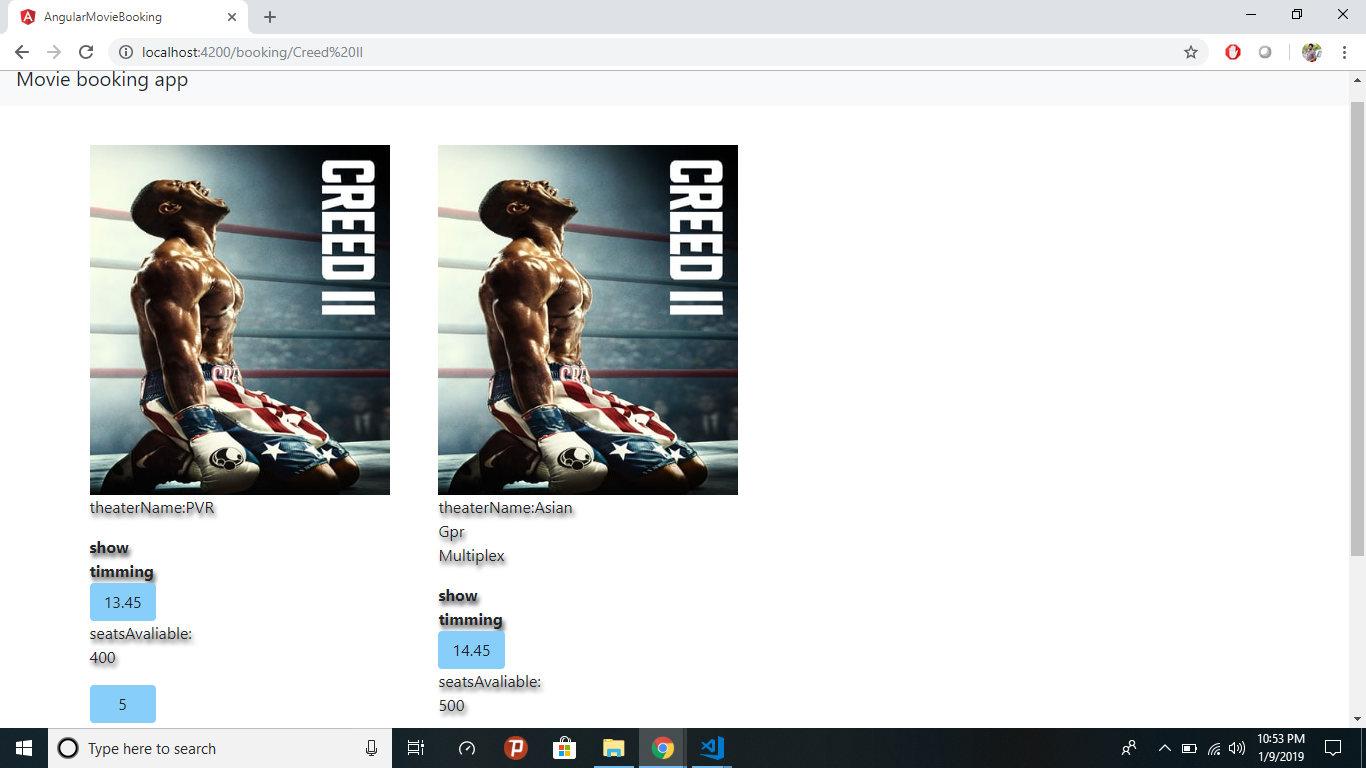 AngularMovieBooking
localhost:4200/booking/Creed%20II
Movie booking app
CREED II
CREED II
theaterName:PVR
show
timming
13.45
seatsAvaliable:
400
5
theaterName:Asian
Gpr
Multiplex
show
timming
14.45
seatsAvaliable:
500
Type here to search
10:53 PM
1/9/2019